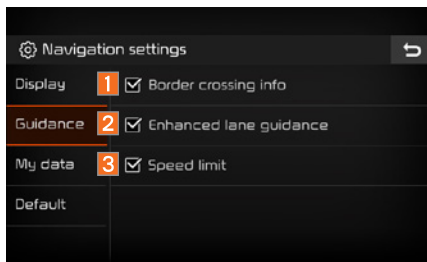 Navigation settings
Display 1 Border crossing info
Guidance 2 Enhanced lane guidance
My data 3 Speed limit
Default